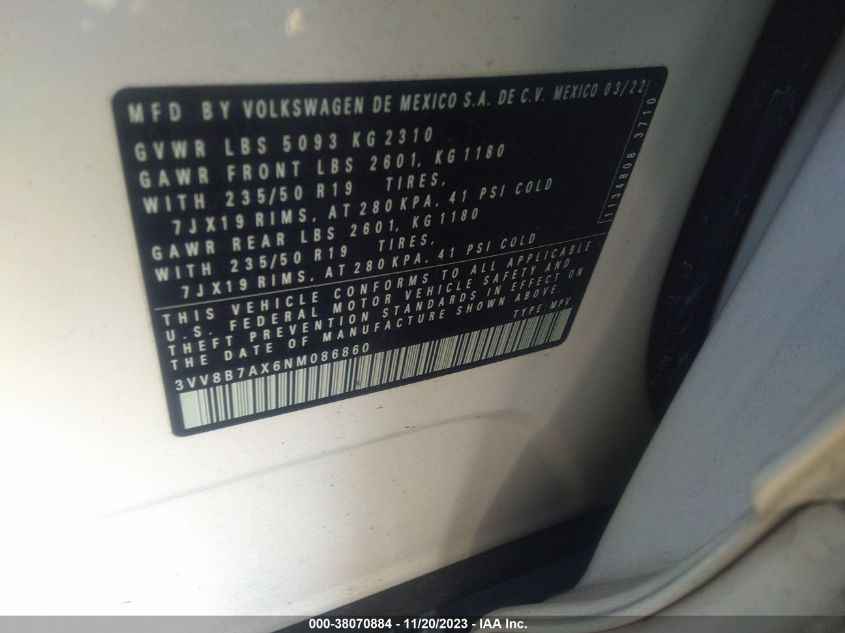 MFD BY VOLKSWAGEN DE MEXICO S.A. DE C.V. MEXICO 03/22
GVWR LBS 5093 KG 2310
GAWR FRONT LBS 2601, KG 1180
WITH 235/50 R19 TIRES,
7JX19 RIMS, AT 280 KPA, 41 PSI COLD
GAWR REAR LBS 2601, KG 1180
WITH 235/50 R19 TIRES,
7JX19 RIMS, AT 280 KPA, 41 PSI COLD
THIS VEHICLE CONFORMS TO ALL APPLICABLE
U.S. FEDERAL MOTOR VEHICLE SAFETY AND
THEFT PREVENTION STANDARDS IN EFFECT ON
THE DATE OF MANUFACTURE SHOWN ABOVE.
TYPE: MPV
3VV8B7AX6NM086860
1134808 3710
000-38070884 - 11/20/2023 - IAA Inc.